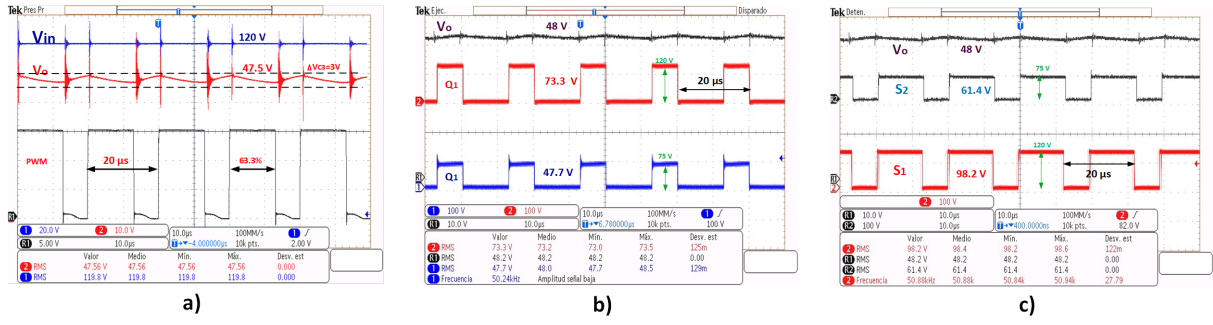 Tek Pres Pr
Vin
120 V
Vo
47.5 V
ΔVC3=3V
PWM
20 µs
63.3%
1 20.0 V 2 10.0 V
R1 5.00 V 10.0µs
10.0µs 100MM/s 1
T→▼−4.000000µs 10k pts. 2.00 V
Valor Medio Mín. Máx. Desv. est
2 RMS 47.56 V 47.56 47.56 47.56 0.000
1 RMS 119.8 V 119.8 119.8 119.8 0.000
a)
Tek Ejec. Disparado
Vo
48 V
Q1
73.3 V
120 V
20 µs
Q1
47.7 V
75 V
1 100 V 2 100 V
R1 10.0 V 10.0µs
10.0µs 100MM/s 1
T→▼6.780000µs 10k pts. 100 V
Valor Medio Mín. Máx. Desv. est
2 RMS 73.3 V 73.2 73.0 73.5 125m
R1 RMS 48.2 V 48.2 48.2 48.2 0.00
1 RMS 47.7 V 48.0 47.7 48.5 129m
1 Frecuencia 50.24kHz Amplitud señal baja
b)
Tek Deten.
Vo
48 V
S2
61.4 V
75 V
S1
98.2 V
120 V
20 µs
2 100 V
R1 10.0 V 10.0µs
R2 100 V 10.0µs
10.0µs 100MM/s 2
T→▼400.0000ns 10k pts. 82.0 V
Valor Medio Mín. Máx. Desv. est
2 RMS 98.2 V 98.4 98.2 98.6 122m
R1 RMS 48.2 V 48.2 48.2 48.2 0.00
R2 RMS 61.4 V 61.4 61.4 61.4 0.00
2 Frecuencia 50.88kHz 50.88k 50.84k 50.94k 27.79
c)